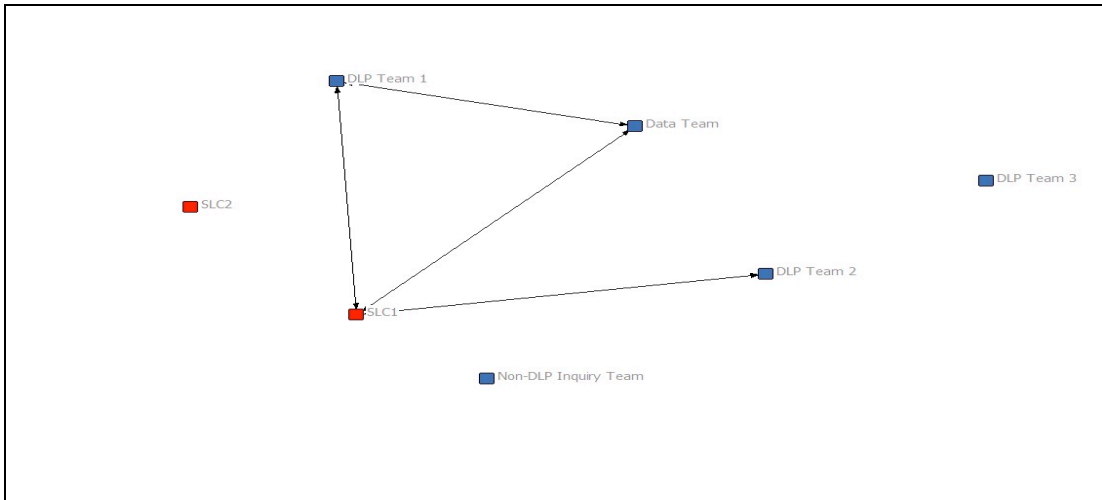 DLP Team 1
Data Team
DLP Team 3
SLC2
DLP Team 2
SLC1
Non-DLP Inquiry Team